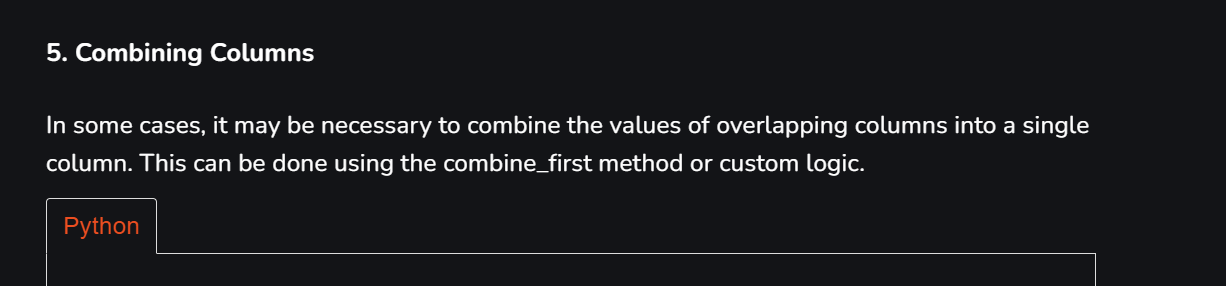 5. Combining Columns
In some cases, it may be necessary to combine the values of overlapping columns into a single
column. This can be done using the combine_first method or custom logic.
Python